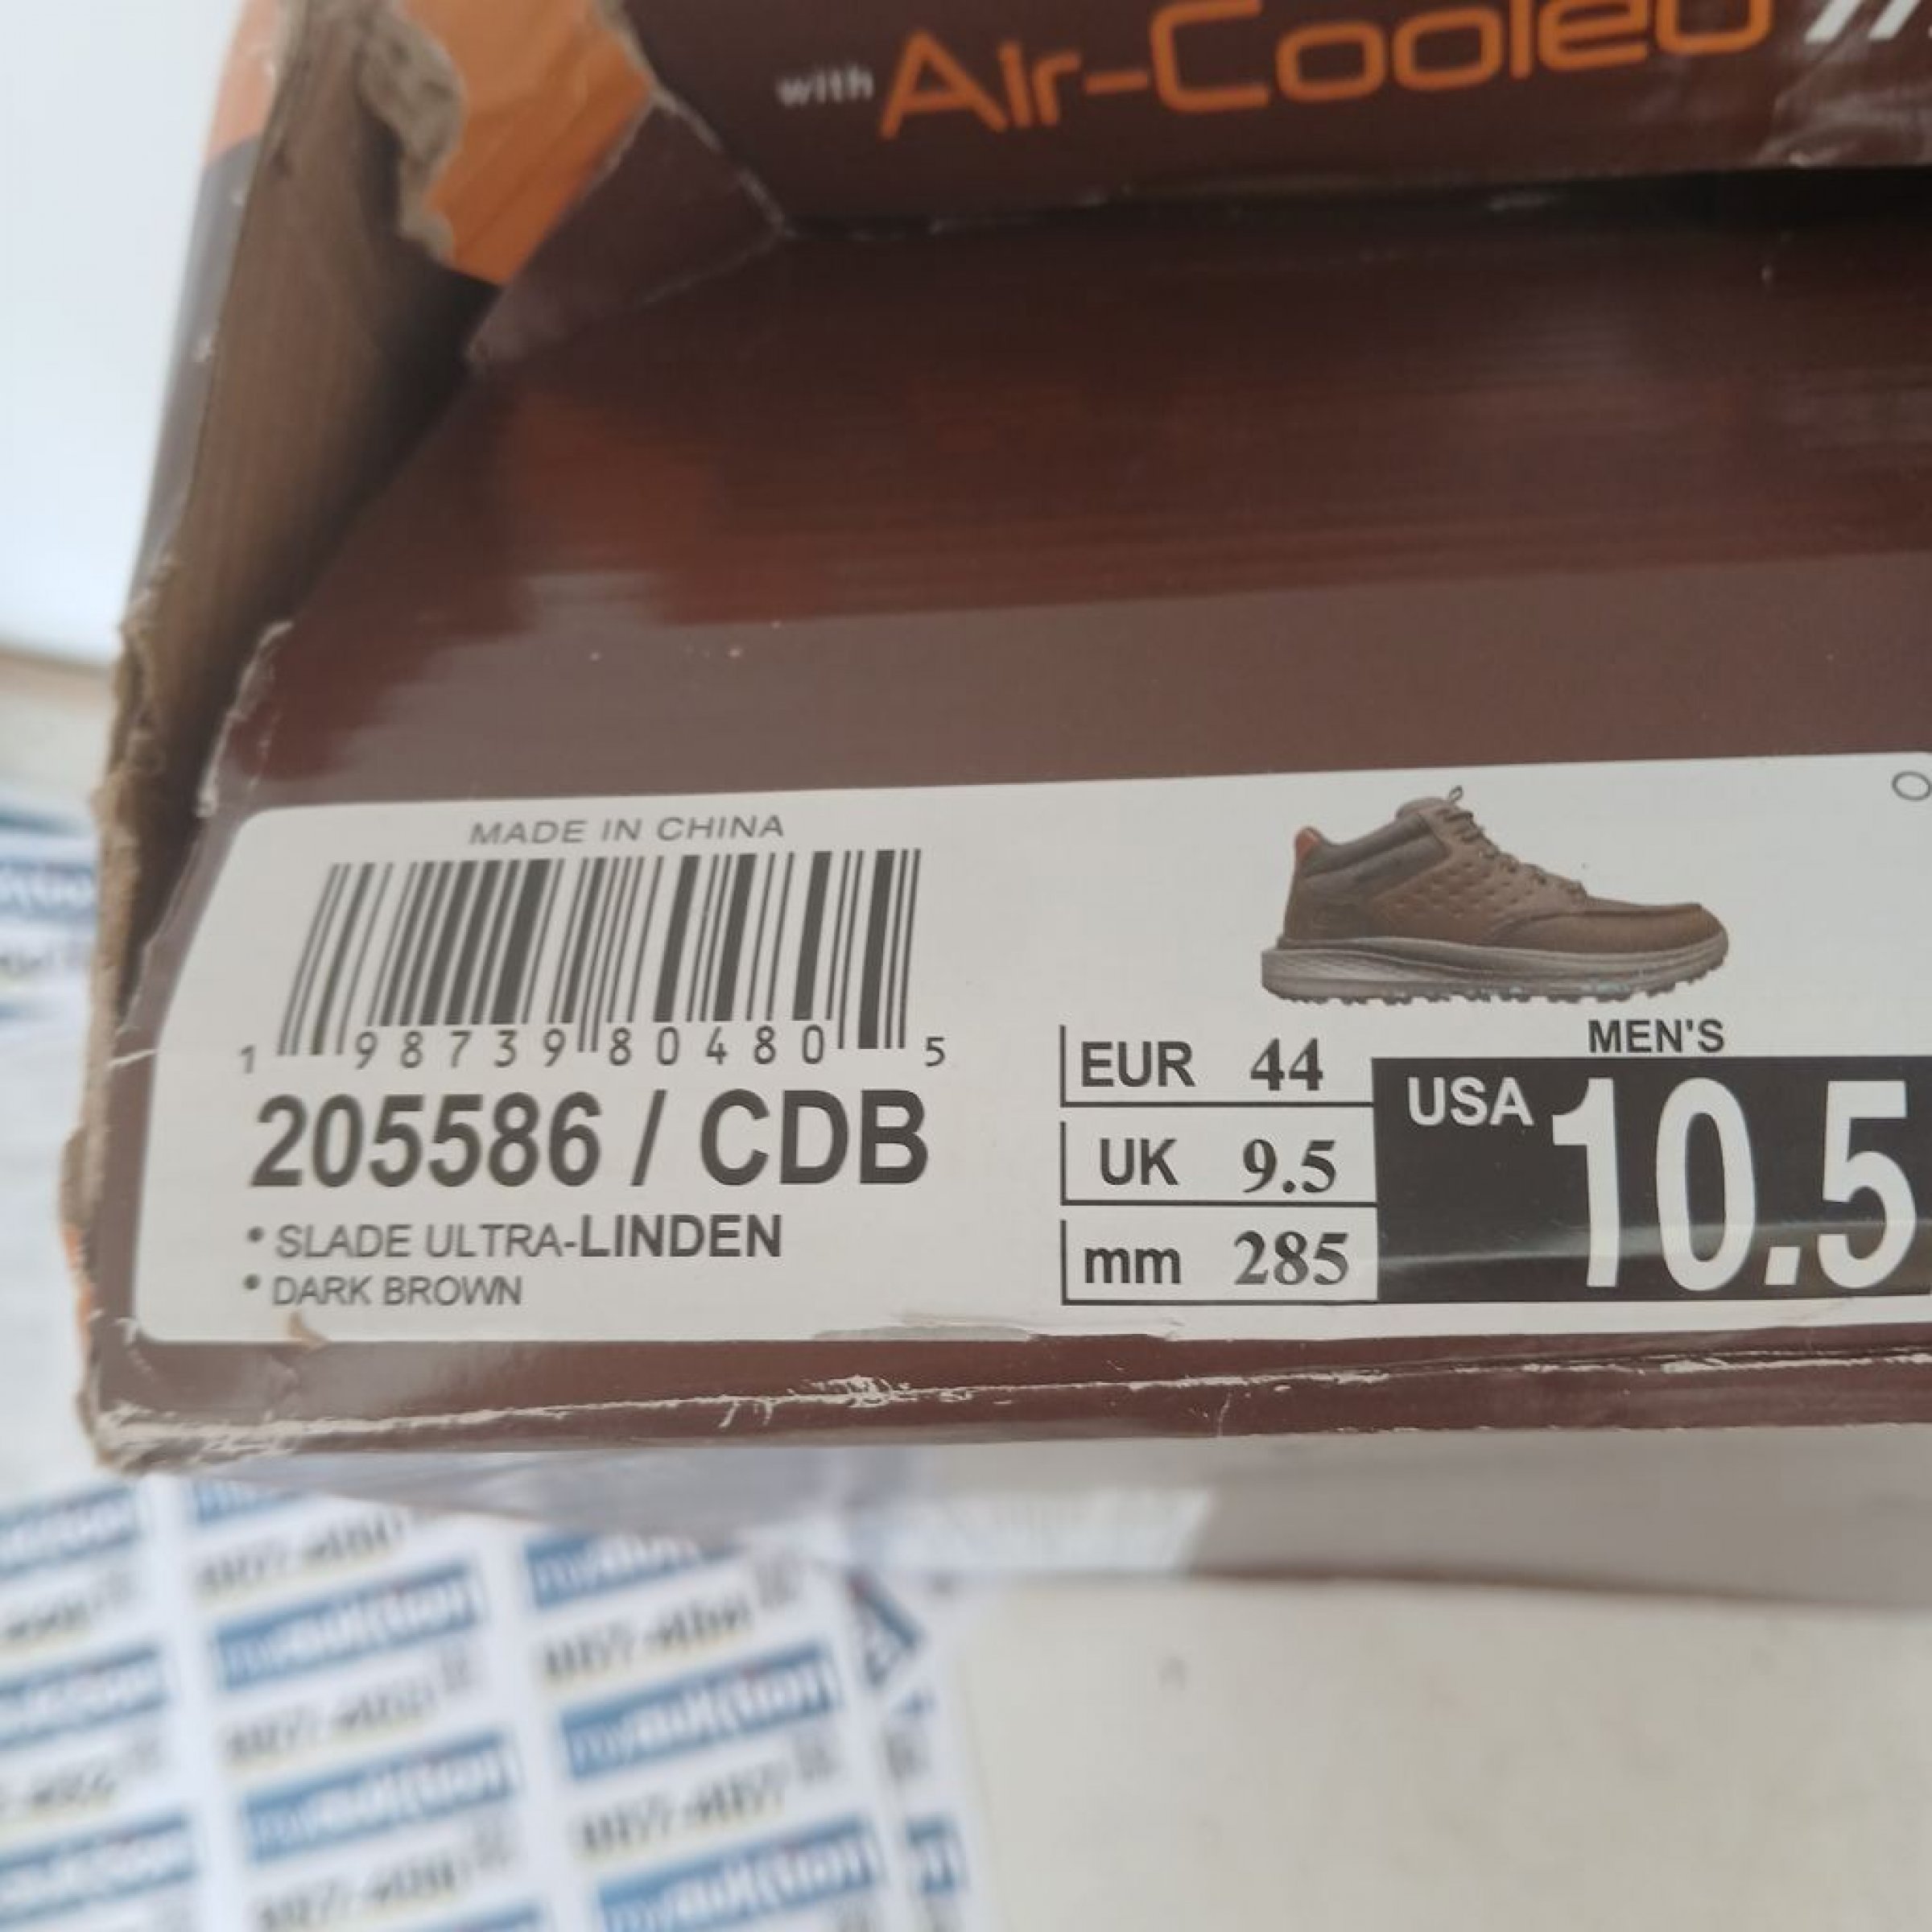 with Air-Cooled
MADE IN CHINA
1 98739 80480 5
205586 / CDB
• SLADE ULTRA-LINDEN
• DARK BROWN
EUR 44
UK 9.5
mm 285
MEN'S
USA 10.5